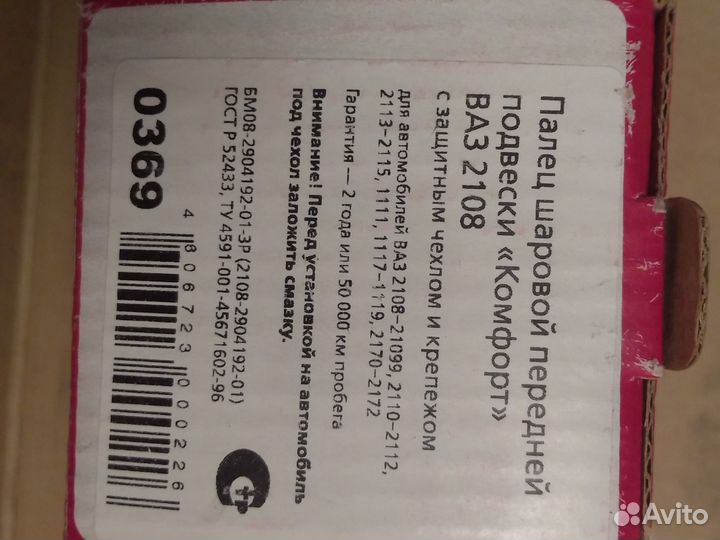 Палец шаровой передней
подвески «Комфорт»
ВАЗ 2108
с защитным чехлом и крепежом
для автомобилей ВАЗ 2108–21099, 2110–2112,
2113–2115, 1111, 1117–1119, 2170–2172
Гарантия — 2 года или 50 000 км пробега
Внимание! Перед установкой на автомобиль
под чехол заложить смазку.
БМ08-2904192-01-3Р (2108-2904192-01)
ГОСТ Р 52433, ТУ 4591-001-45671602-96
0369
4 806723 000226
Avito